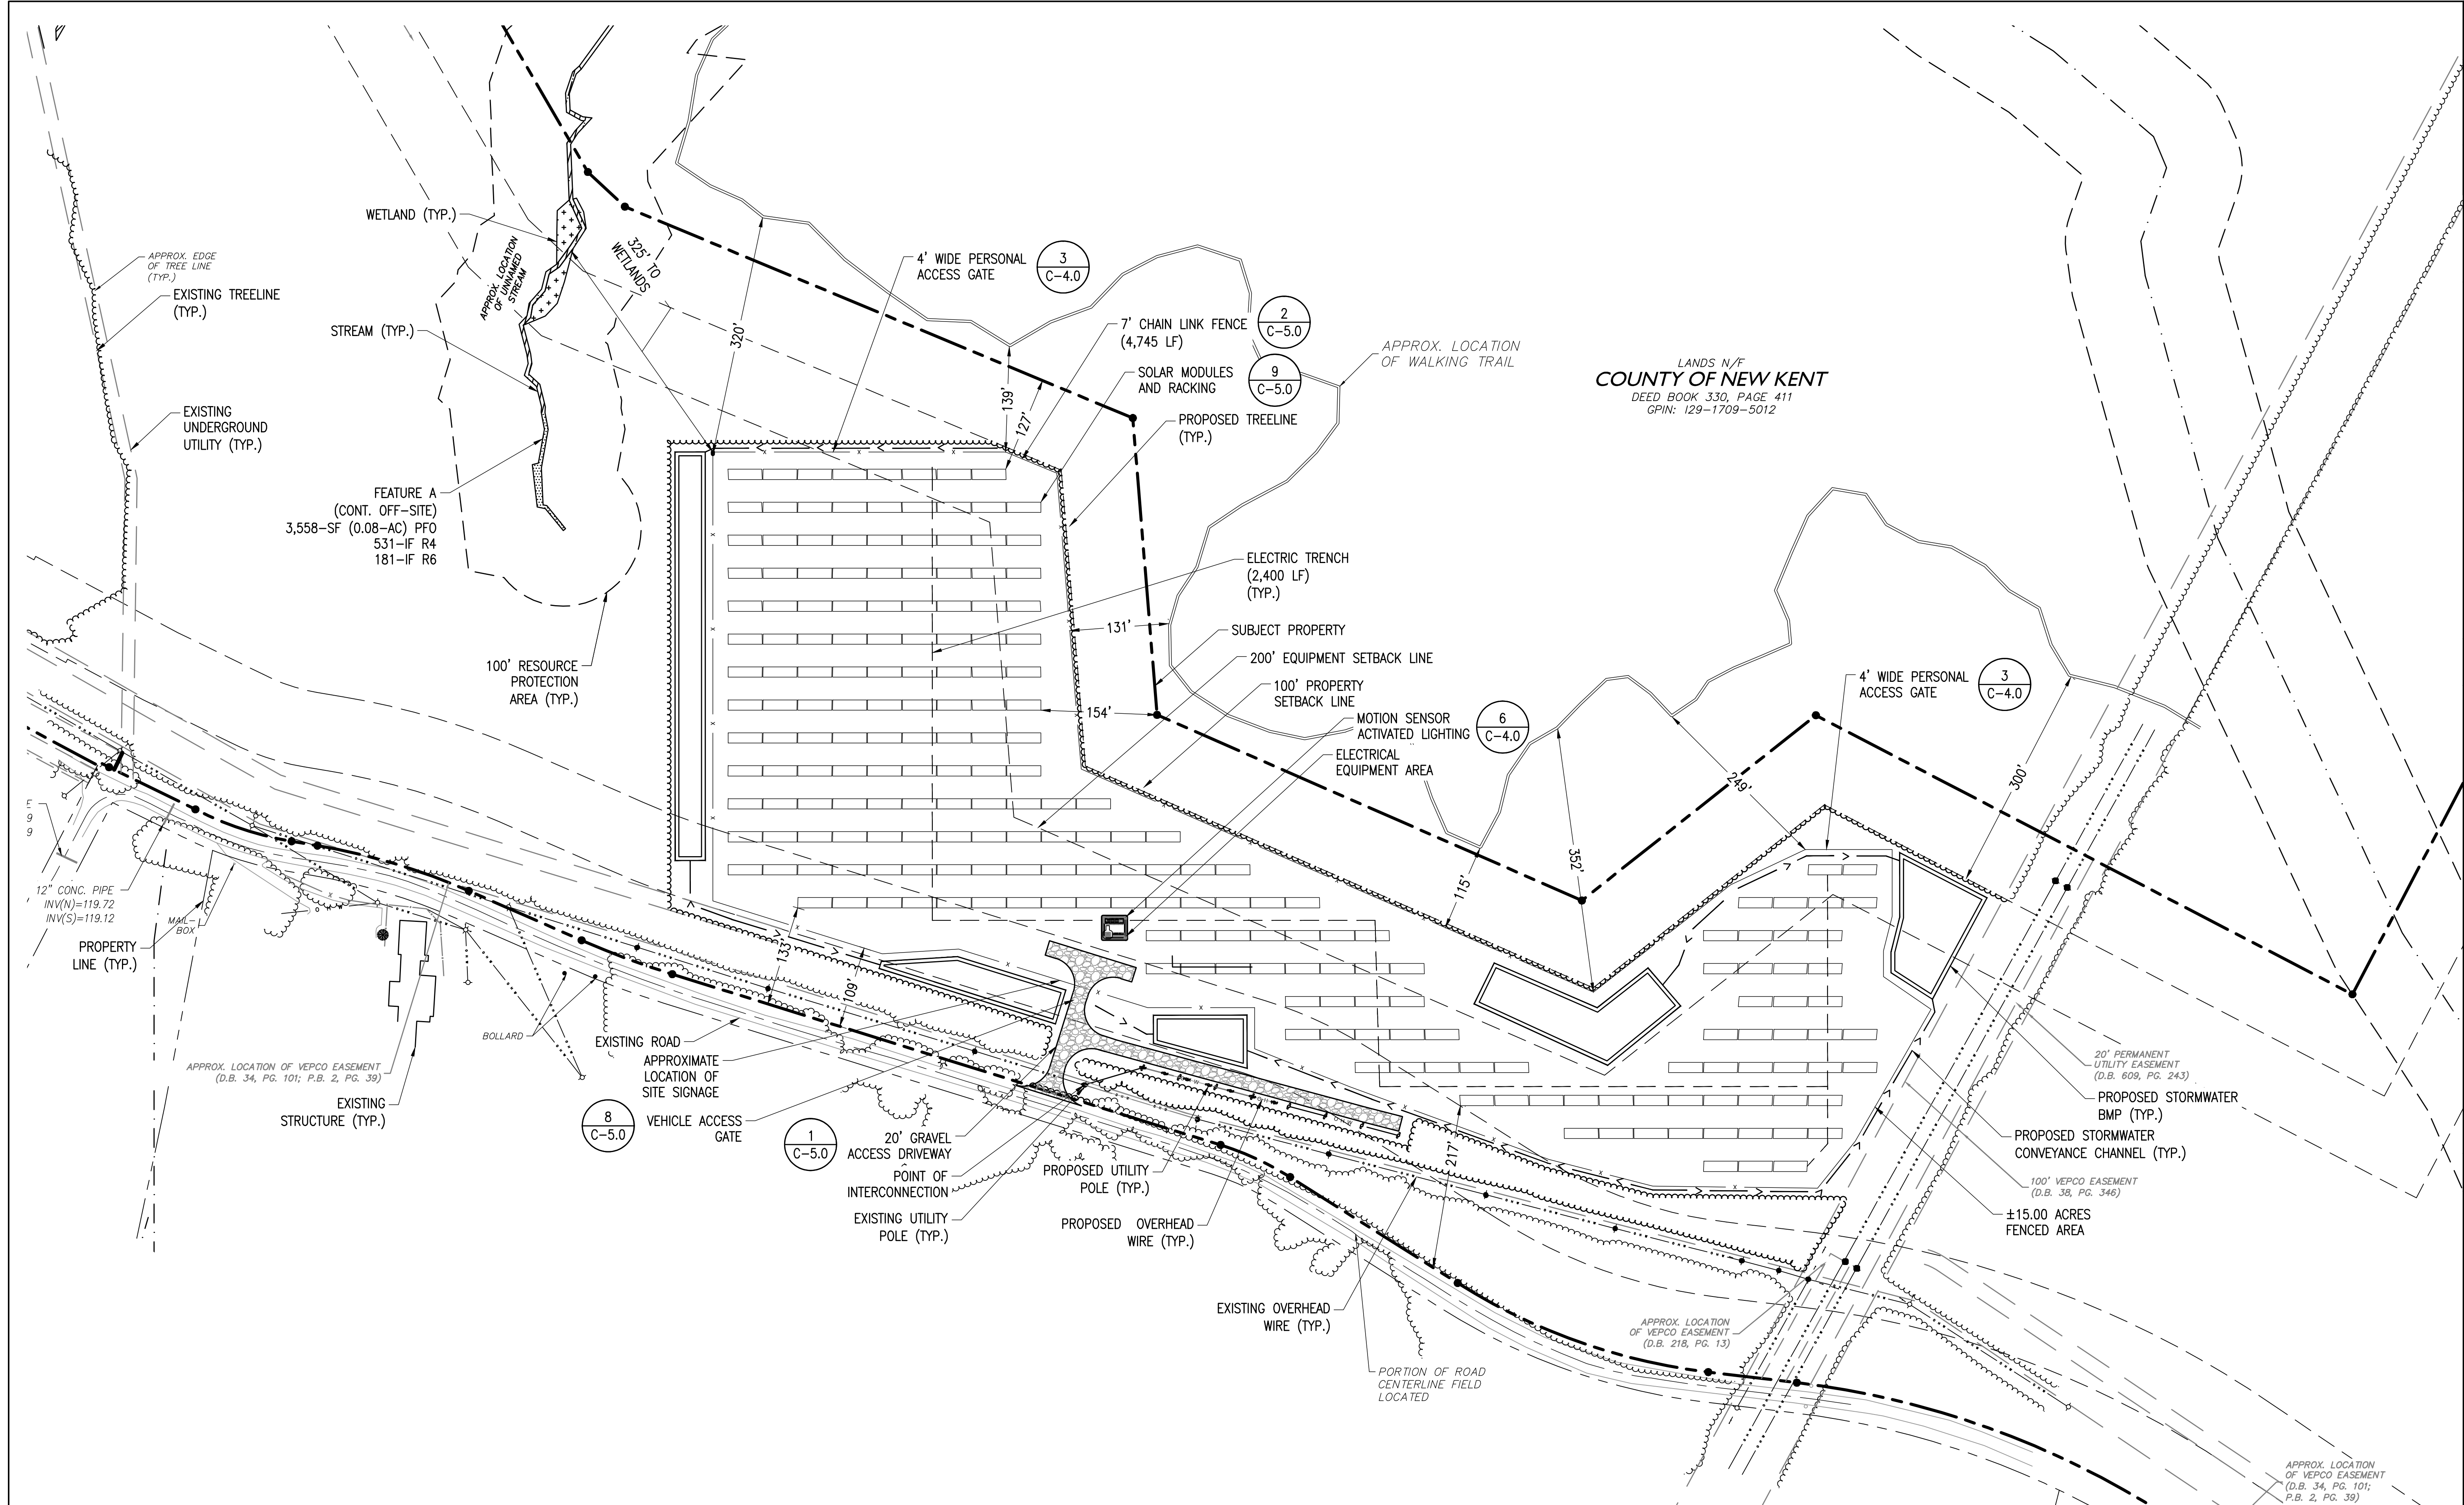 WETLAND (TYP.)
APPROX. LOCATION
OF UNNAMED
STREAM
325' TO
WETLANDS
320'
4' WIDE PERSONAL
ACCESS GATE
3
C-4.0
APPROX. EDGE
OF TREE LINE
(TYP.)
EXISTING TREELINE
(TYP.)
STREAM (TYP.)
7' CHAIN LINK FENCE
(4,745 LF)
2
C-5.0
SOLAR MODULES
AND RACKING
9
C-5.0
139'
127'
APPROX. LOCATION
OF WALKING TRAIL
LANDS N/F
COUNTY OF NEW KENT
DEED BOOK 330, PAGE 411
GPIN: I29-1709-5012
PROPOSED TREELINE
(TYP.)
EXISTING
UNDERGROUND
UTILITY (TYP.)
FEATURE A
(CONT. OFF-SITE)
3,558-SF (0.08-AC) PFO
531-lF R4
181-lF R6
ELECTRIC TRENCH
(2,400 LF)
(TYP.)
131'
SUBJECT PROPERTY
200' EQUIPMENT SETBACK LINE
100' PROPERTY
SETBACK LINE
100' RESOURCE
PROTECTION
AREA (TYP.)
154'
MOTION SENSOR
ACTIVATED LIGHTING
6
C-4.0
ELECTRICAL
EQUIPMENT AREA
4' WIDE PERSONAL
ACCESS GATE
3
C-4.0
249'
300'
352'
115'
E
9
9
12" CONC. PIPE
INV(N)=119.72
INV(S)=119.12
MAIL-
BOX
PROPERTY
LINE (TYP.)
133'
109'
BOLLARD
EXISTING ROAD
APPROXIMATE
LOCATION OF
SITE SIGNAGE
8
C-5.0
VEHICLE ACCESS
GATE
1
C-5.0
APPROX. LOCATION OF VEPCO EASEMENT
(D.B. 34, PG. 101; P.B. 2, PG. 39)
EXISTING
STRUCTURE (TYP.)
20' GRAVEL
ACCESS DRIVEWAY
POINT OF
INTERCONNECTION
EXISTING UTILITY
POLE (TYP.)
PROPOSED UTILITY
POLE (TYP.)
PROPOSED OVERHEAD
WIRE (TYP.)
217'
20' PERMANENT
UTILITY EASEMENT
(D.B. 609, PG. 243)
PROPOSED STORMWATER
BMP (TYP.)
PROPOSED STORMWATER
CONVEYANCE CHANNEL (TYP.)
100' VEPCO EASEMENT
(D.B. 38, PG. 346)
±15.00 ACRES
FENCED AREA
EXISTING OVERHEAD
WIRE (TYP.)
APPROX. LOCATION
OF VEPCO EASEMENT
(D.B. 218, PG. 13)
PORTION OF ROAD
CENTERLINE FIELD
LOCATED
APPROX. LOCATION
OF VEPCO EASEMENT
(D.B. 34, PG. 101;
P.B. 2, PG. 39)